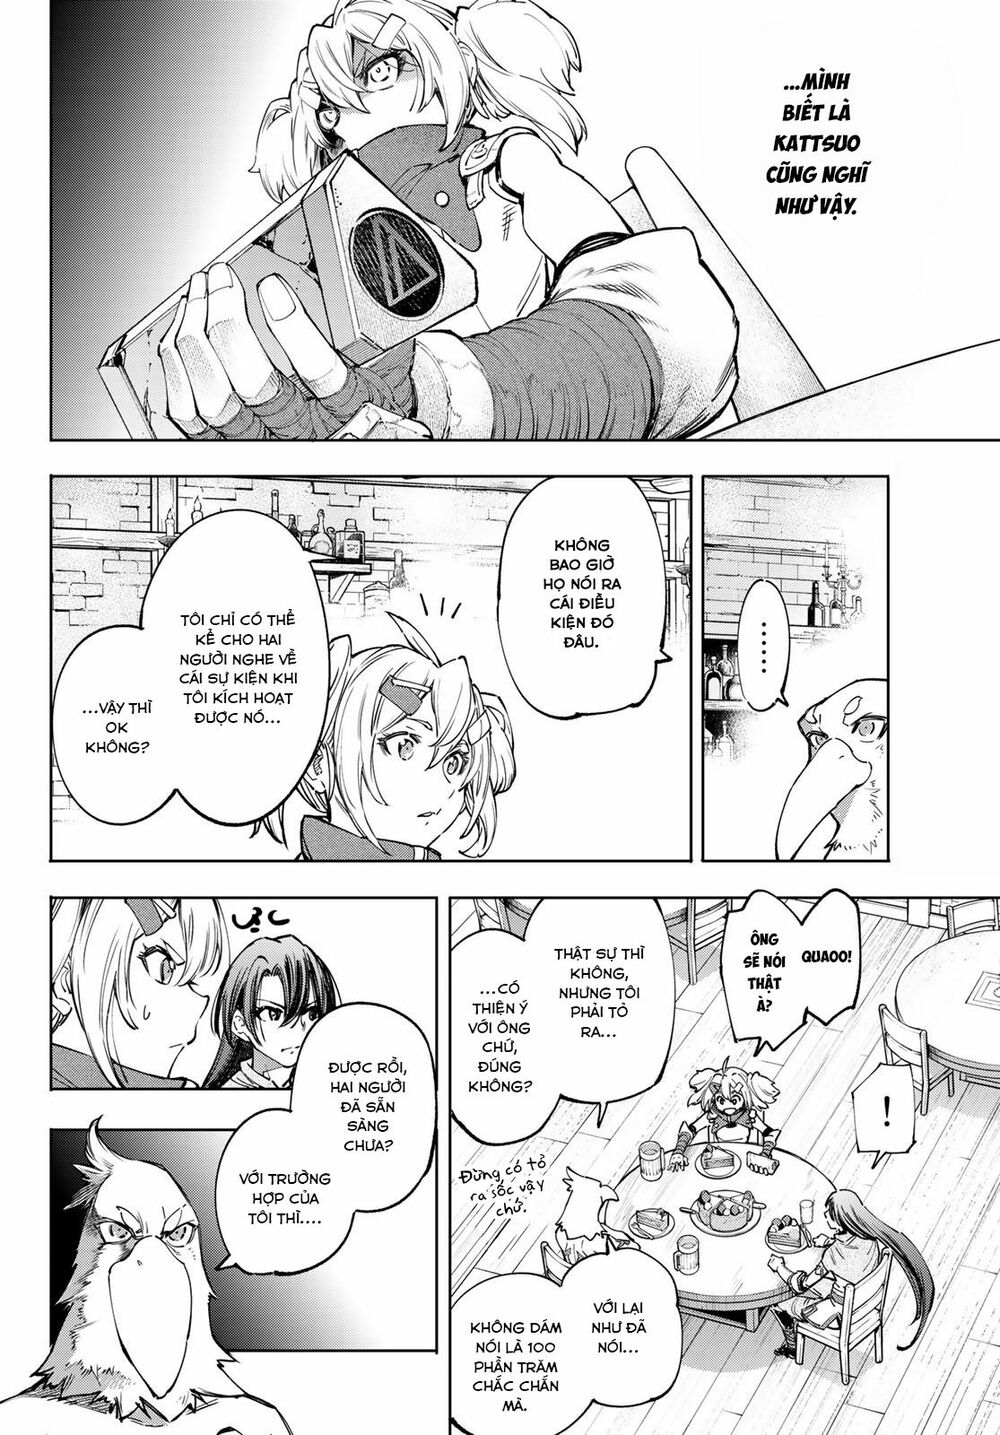 ...MÌNH
BIẾT LÀ
KATTSUO
CŨNG NGHĨ
NHƯ VẬY.
......
KHÔNG
BAO GIỜ
HỌ NÓI RA
CÁI ĐIỀU
KIỆN ĐÓ
ĐÂU.
TÔI CHỈ CÓ THỂ
KỂ CHO HAI
NGƯỜI NGHE VỀ
CÁI SỰ KIỆN KHI
TÔI KÍCH HOẠT
ĐƯỢC NÓ...
...VẬY THÌ
OK
KHÔNG?
QUAOO!
ÔNG
SẼ NÓI
THẬT
À?
!
THẬT SỰ THÌ
KHÔNG,
NHƯNG TÔI
PHẢI TỎ
RA...
...CÓ
THIỆN Ý
VỚI ÔNG
CHỨ,
ĐÚNG
KHÔNG?
Đừng có tỏ
ra sốc vậy
chứ.
VỚI LẠI
NHƯ ĐÃ
NÓI...
KHÔNG DÁM
NÓI LÀ 100
PHẦN TRĂM
CHẮC CHẮN
MÀ.
ĐƯỢC RỒI,
HAI NGƯỜI
ĐÃ SẴN
SÀNG
CHƯA?
VỚI TRƯỜNG
HỢP CỦA
TÔI THÌ....